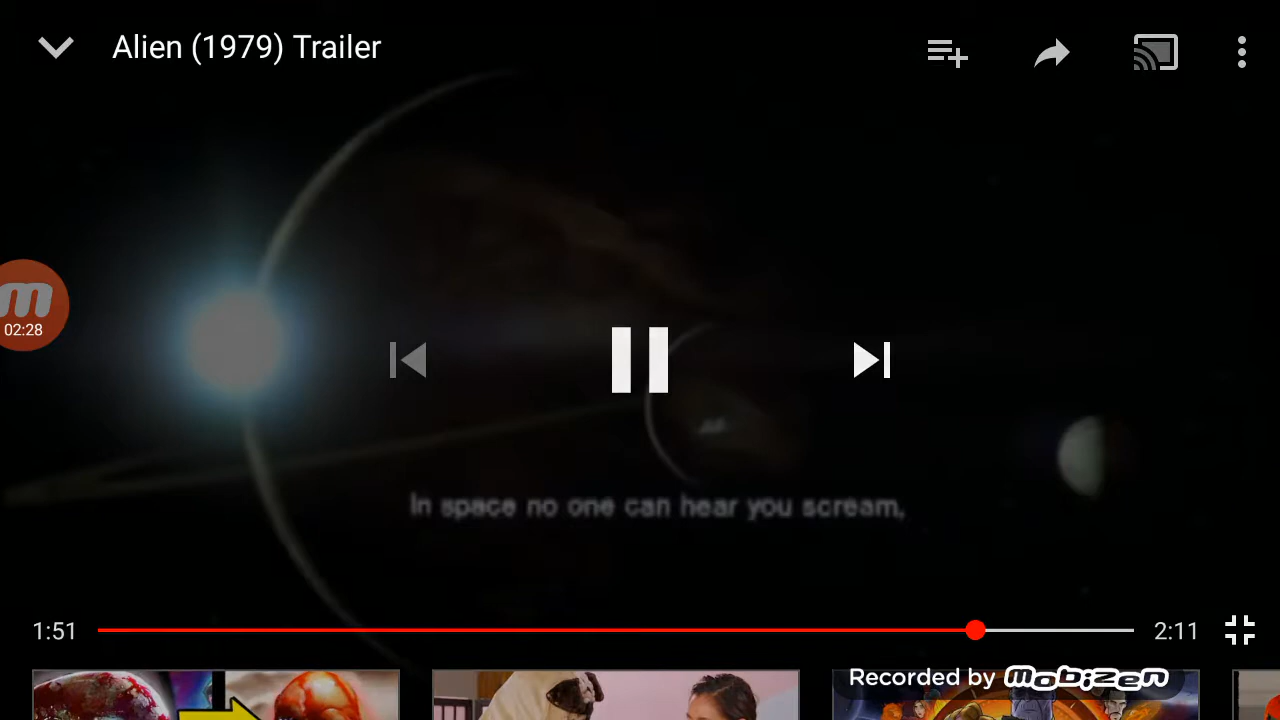 Alien (1979) Trailer
m
02:28
In space no one can hear you scream,
1:51
2:11
Recorded by mobizen